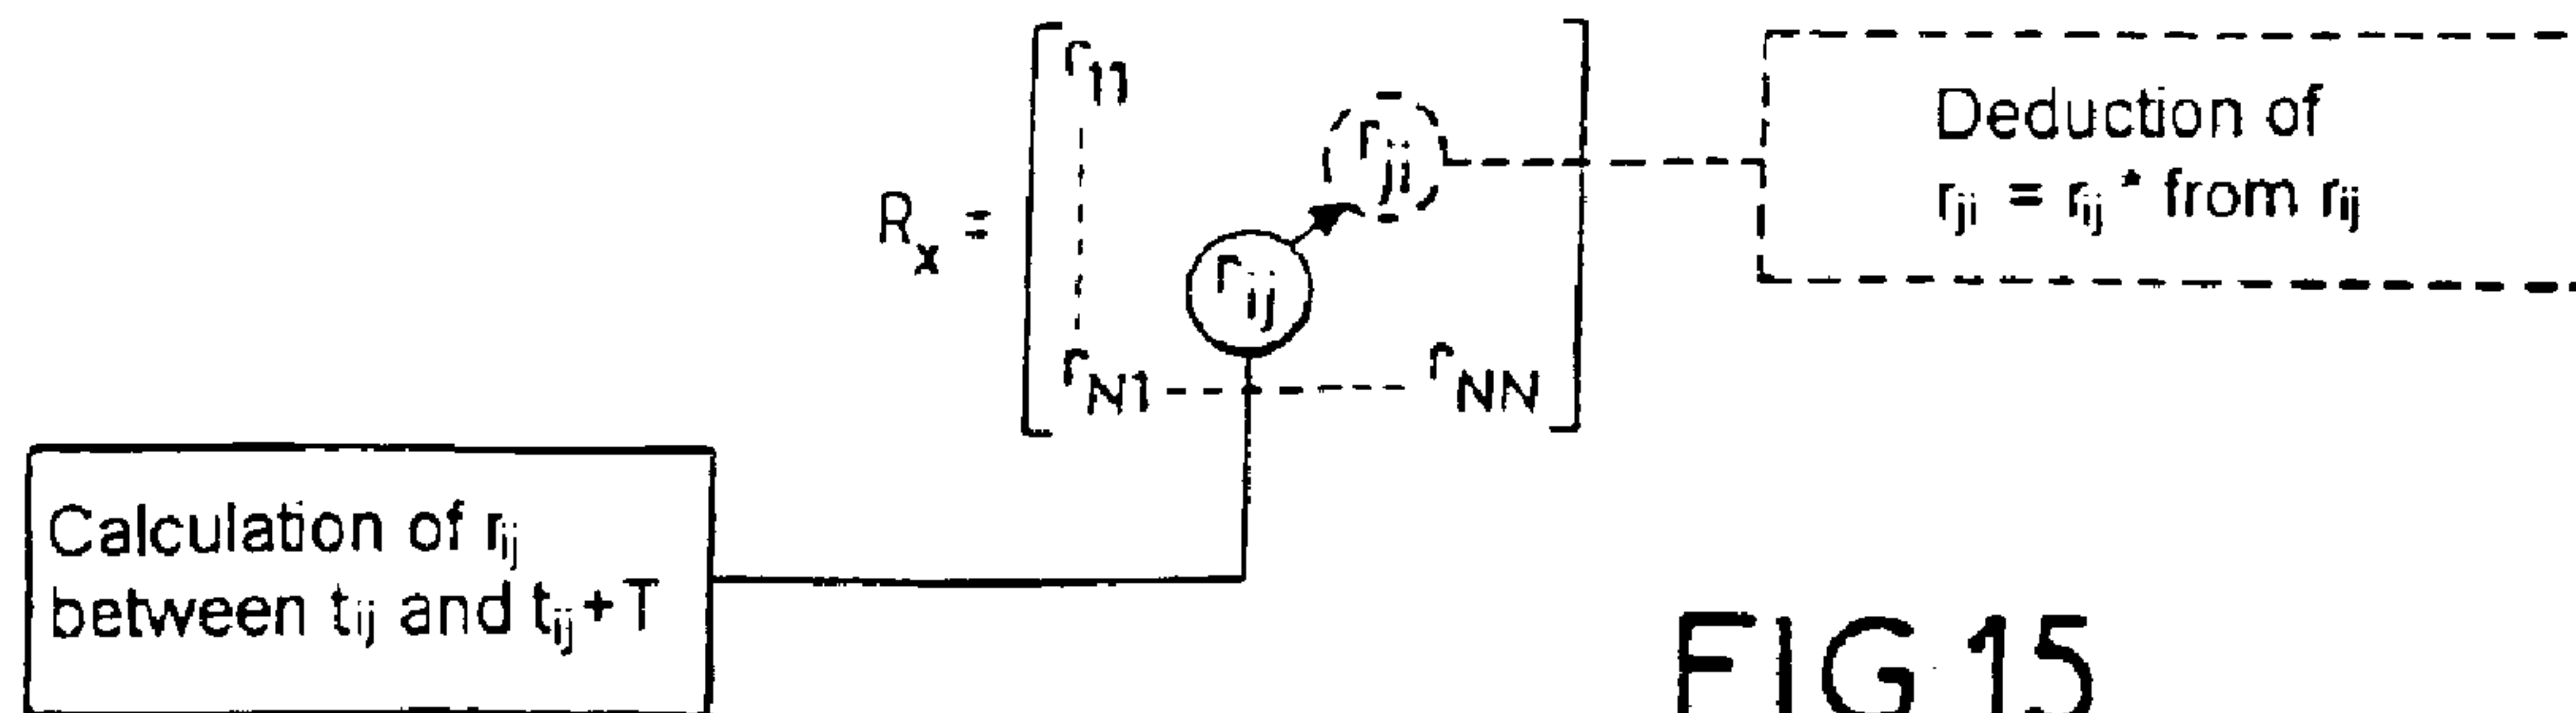 r11
rji
Deduction of
rji = rij* from rij
Rx =
rij
rN1 rNN
Calculation of rij
between tij and tij+T
FIG 15